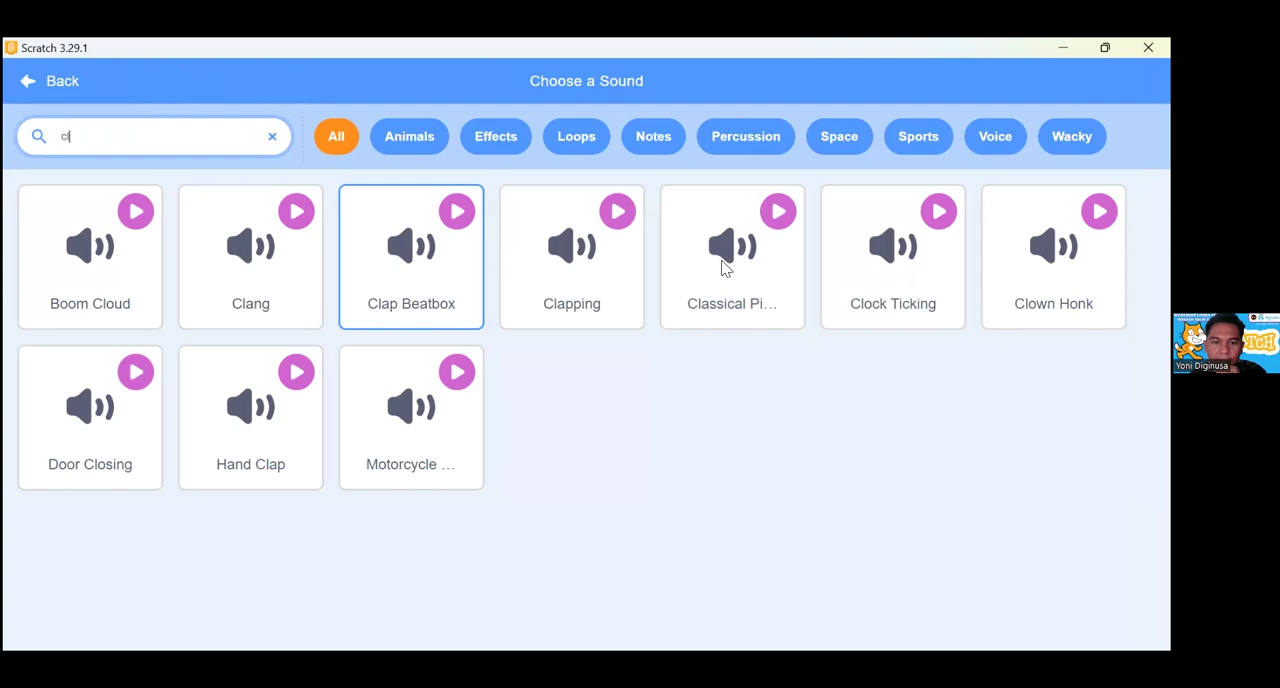 Scratch 3.29.1
Back
Choose a Sound
cl
All
Animals
Effects
Loops
Notes
Percussion
Space
Sports
Voice
Wacky
Boom Cloud
Clang
Clap Beatbox
Clapping
Classical Pi...
Clock Ticking
Clown Honk
Door Closing
Hand Clap
Motorcycle ...
Yoni Diginusa